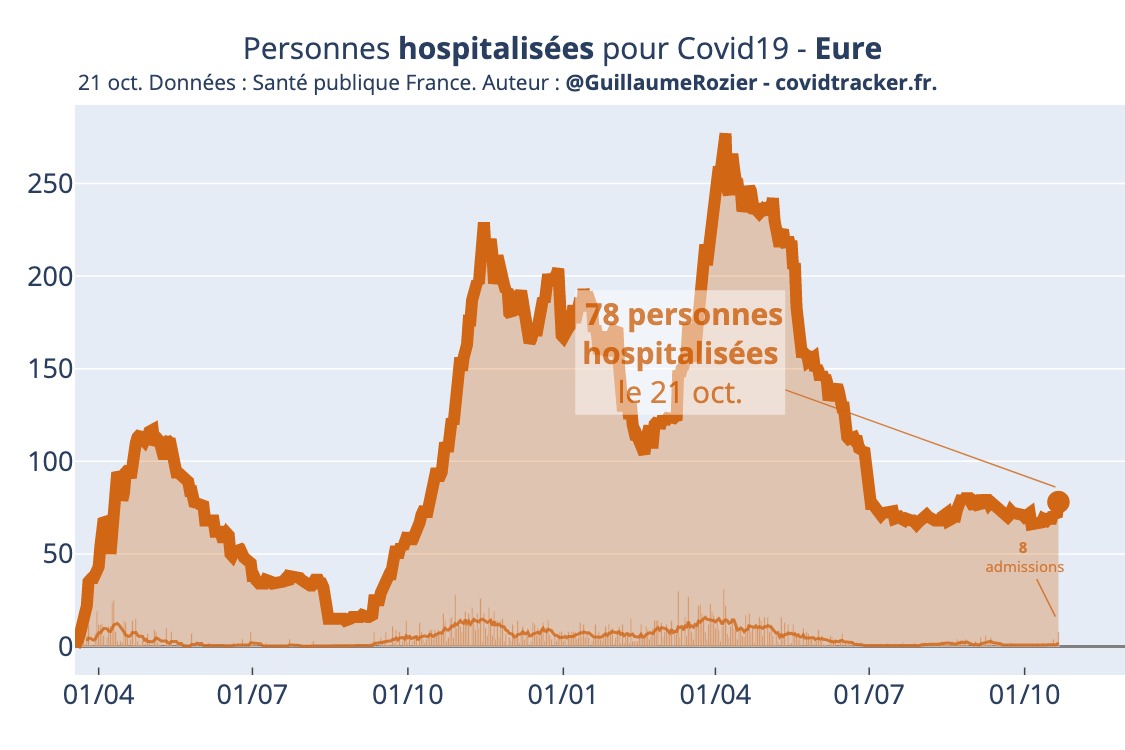 Personnes hospitalisées pour Covid19 - Eure
21 oct. Données : Santé publique France. Auteur : @GuillaumeRozier - covidtracker.fr.
250
200
150
100
50
0
78 personnes
hospitalisées
le 21 oct.
8
admissions
01/04
01/07
01/10
01/01
01/04
01/07
01/10